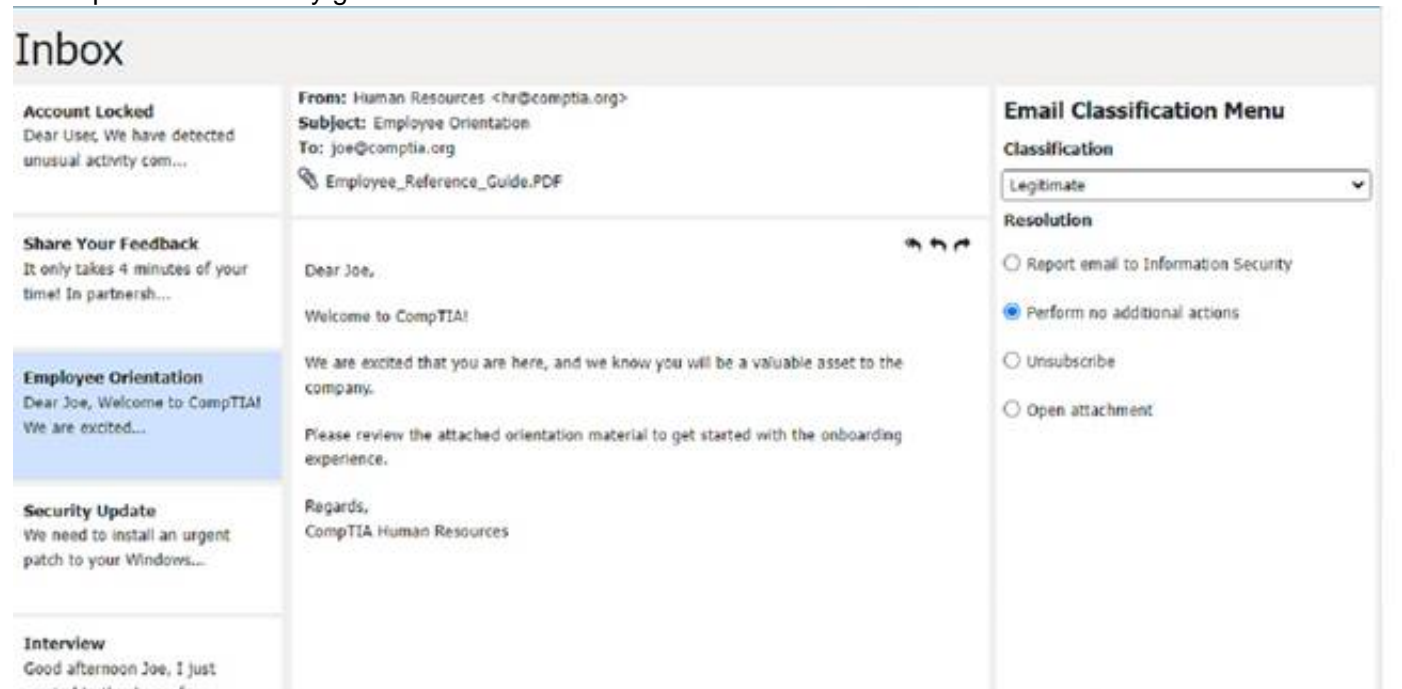 Inbox
Account Locked
Dear User, We have detected
unusual activity com...
Share Your Feedback
It only takes 4 minutes of your
time! In partnersh...
Employee Orientation
Dear Joe, Welcome to CompTIA!
We are excited...
Security Update
We need to install an urgent
patch to your Windows...
Interview
Good afternoon Joe, I just
From: Human Resources <hr@comptia.org>
Subject: Employee Orientation
To: joe@comptia.org
Employee_Reference_Guide.PDF
Dear Joe,
Welcome to CompTIA!
We are excited that you are here, and we know you will be a valuable asset to the
company.
Please review the attached orientation material to get started with the onboarding
experience.
Regards,
CompTIA Human Resources
Email Classification Menu
Classification
Legitimate
Resolution
Report email to Information Security
Perform no additional actions
Unsubscribe
Open attachment